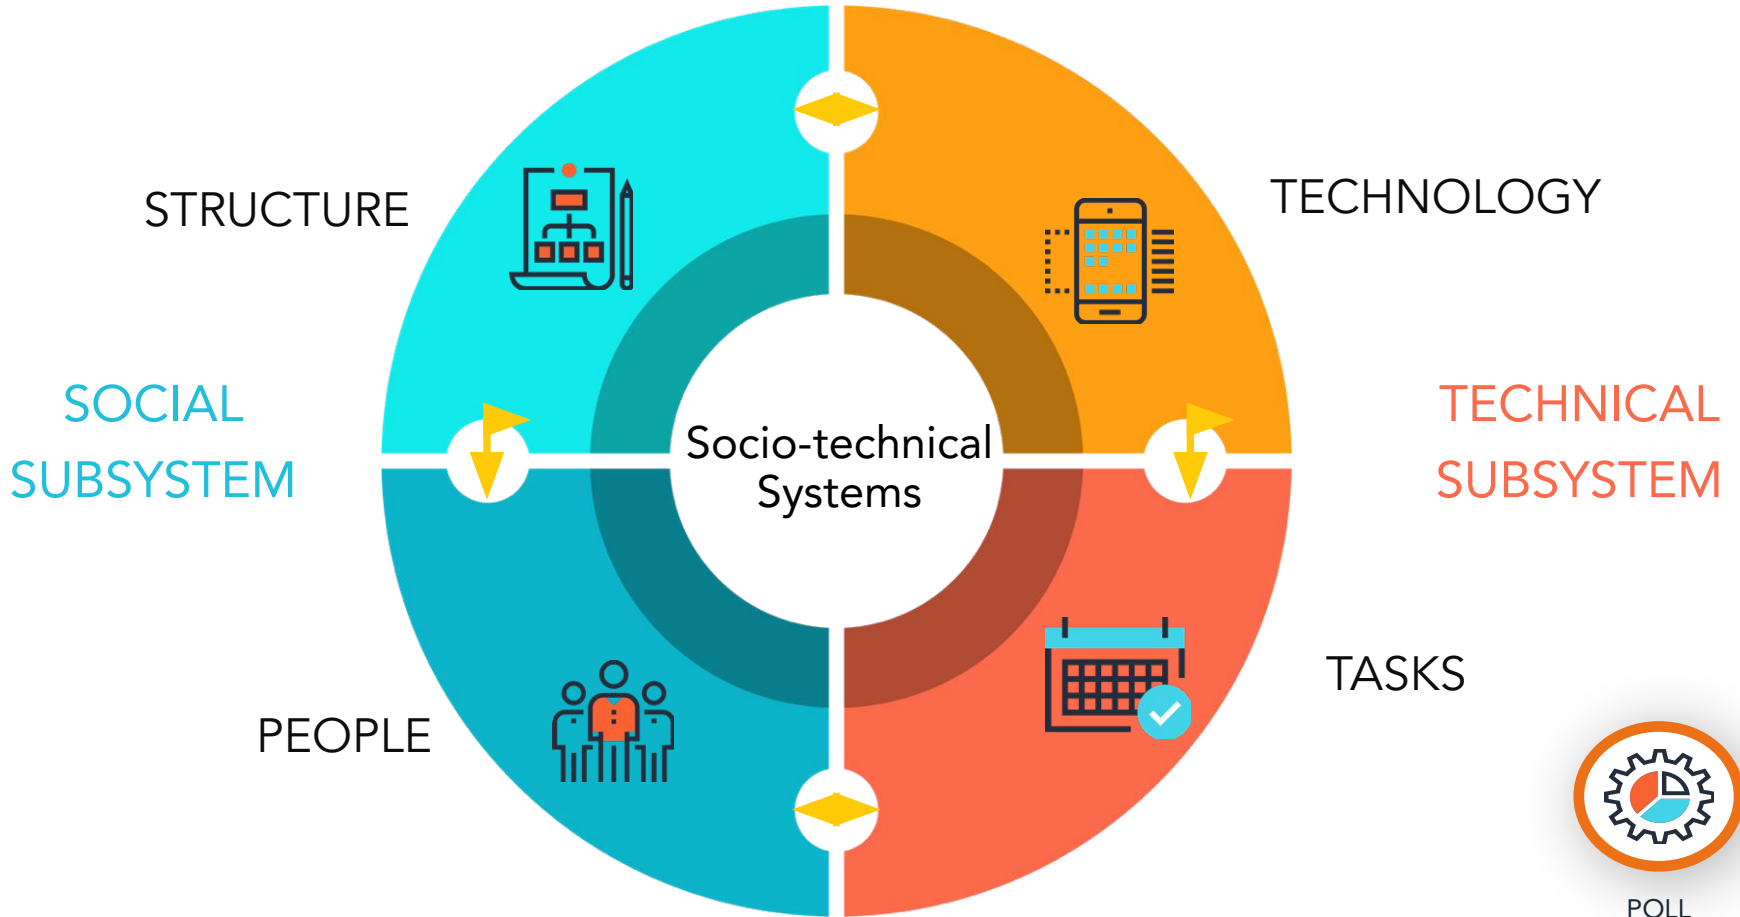 STRUCTURE
TECHNOLOGY
SOCIAL
SUBSYSTEM
Socio-technical
Systems
TECHNICAL
SUBSYSTEM
PEOPLE
TASKS
POLL